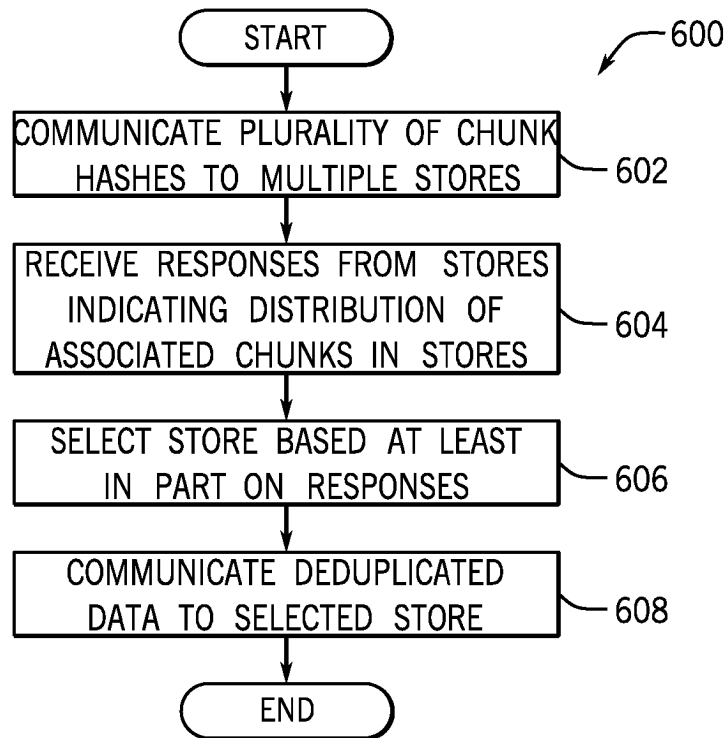 START
600
COMMUNICATE PLURALITY OF CHUNK
HASHES TO MULTIPLE STORES
602
RECEIVE RESPONSES FROM STORES
INDICATING DISTRIBUTION OF
ASSOCIATED CHUNKS IN STORES
604
SELECT STORE BASED AT LEAST
IN PART ON RESPONSES
606
COMMUNICATE DEDUPLICATED
DATA TO SELECTED STORE
608
END